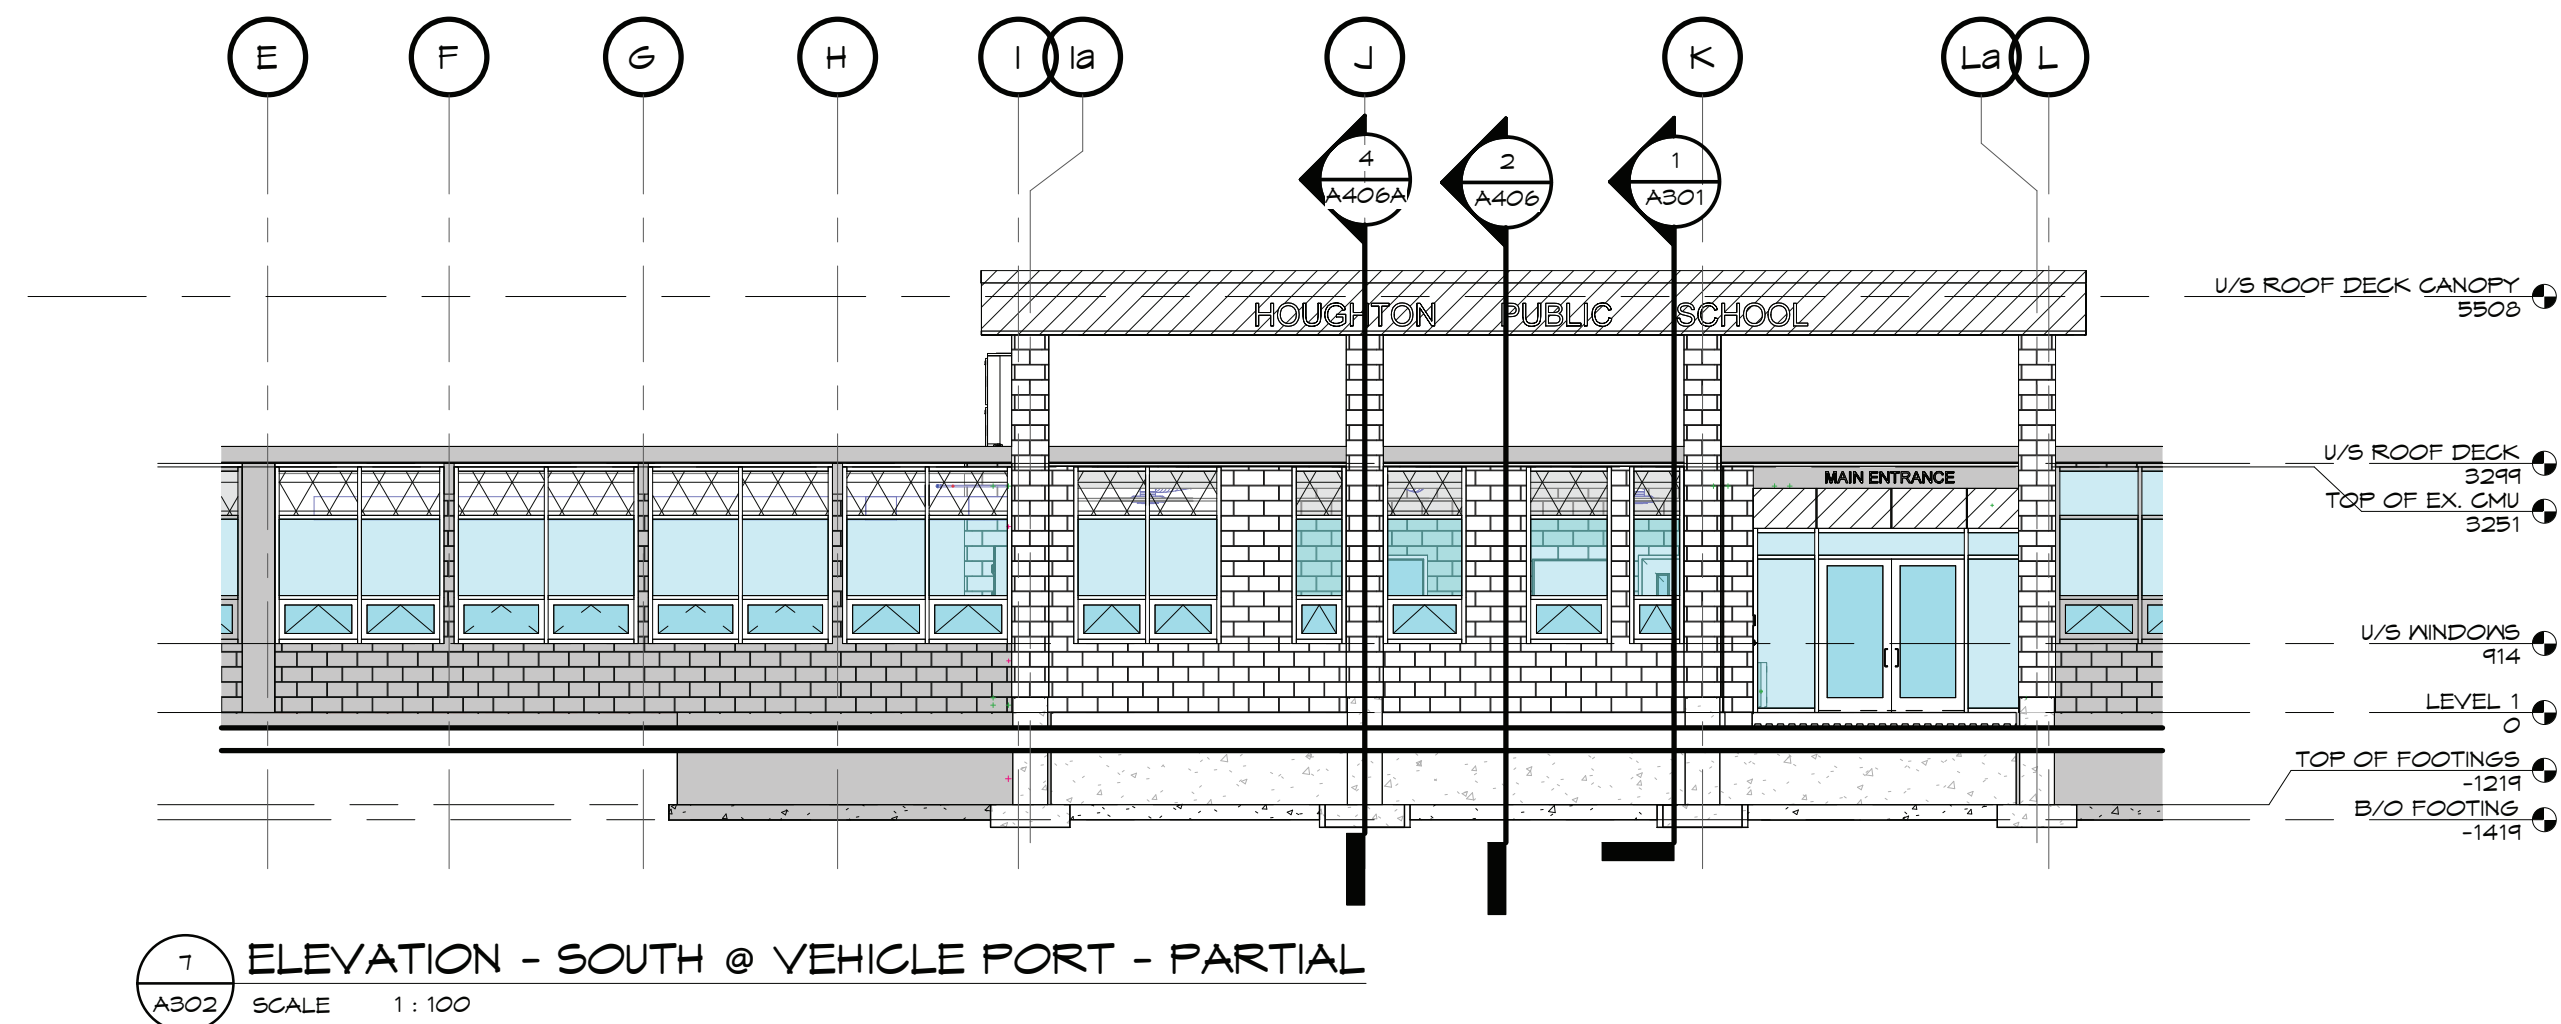 E F G H I Ia J K La L
4 2 1
A406A A406 A301
U/S ROOF DECK CANOPY
5508
HOUGHTON PUBLIC SCHOOL
U/S ROOF DECK
3299
MAIN ENTRANCE
TOP OF EX. CMU
3251
U/S WINDOWS
914
LEVEL 1
0
TOP OF FOOTINGS
-1219
B/O FOOTING
-1419
7
A302
ELEVATION - SOUTH @ VEHICLE PORT - PARTIAL
SCALE 1 : 100